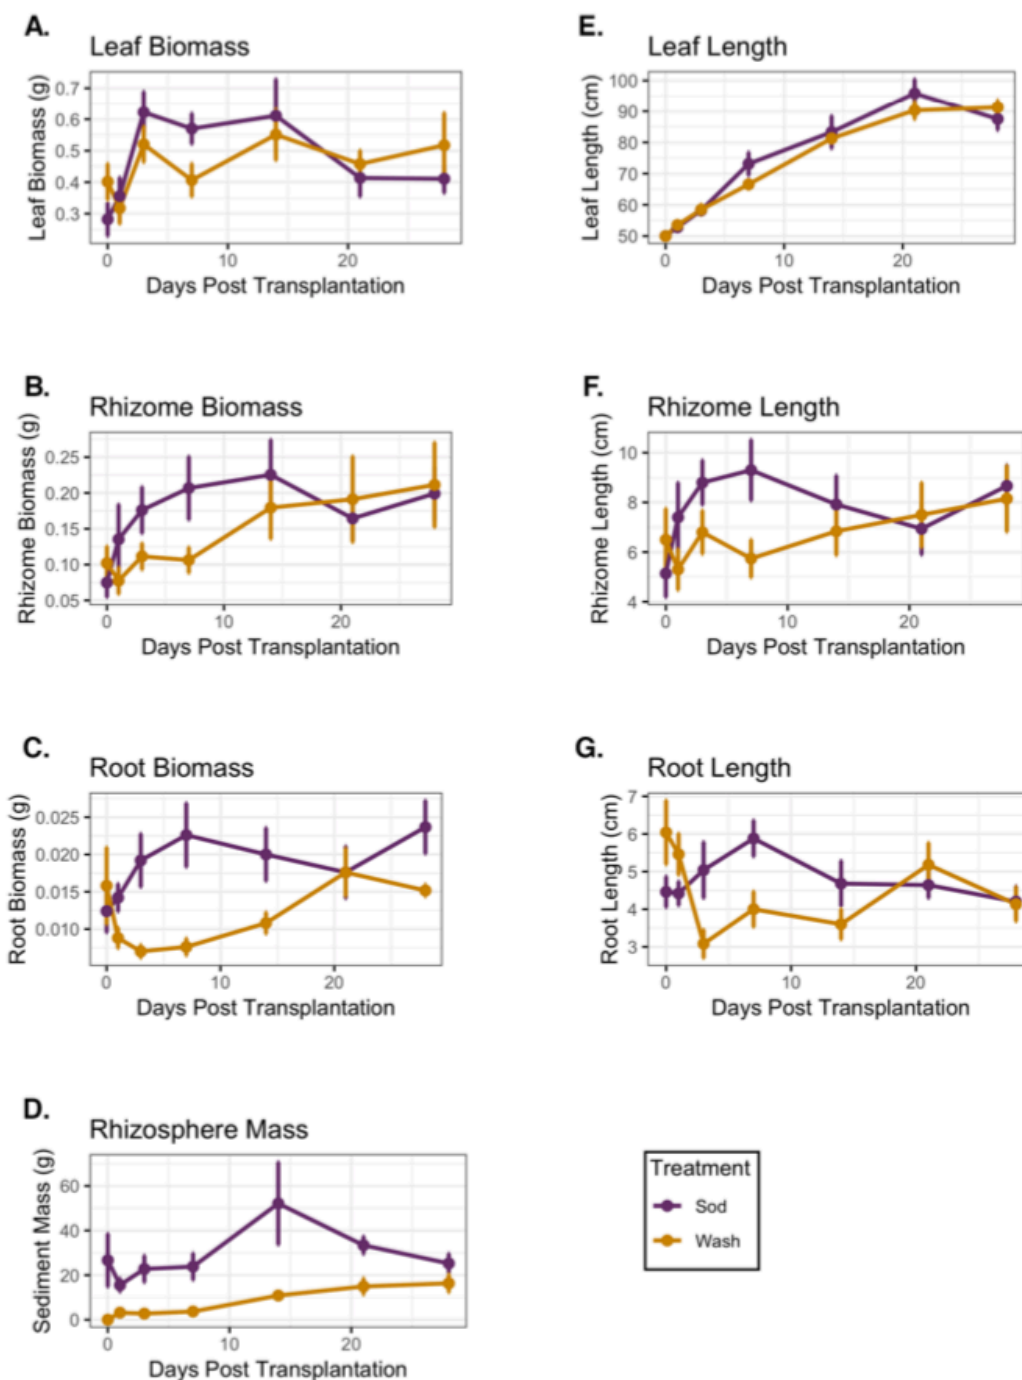 A.
Leaf Biomass
Leaf Biomass (g)
0.7
0.6
0.5
0.4
0.3
0 10 20
Days Post Transplantation
E.
Leaf Length
Leaf Length (cm)
100
90
80
70
60
50
0 10 20
Days Post Transplantation
B.
Rhizome Biomass
Rhizome Biomass (g)
0.25
0.20
0.15
0.10
0.05
0 10 20
Days Post Transplantation
F.
Rhizome Length
Rhizome Length (cm)
10
8
6
4
0 10 20
Days Post Transplantation
C.
Root Biomass
Root Biomass (g)
0.025
0.020
0.015
0.010
0 10 20
Days Post Transplantation
G.
Root Length
Root Length (cm)
7
6
5
4
3
0 10 20
Days Post Transplantation
D.
Rhizosphere Mass
Sediment Mass (g)
60
40
20
0
0 10 20
Days Post Transplantation
Treatment
Sod
Wash